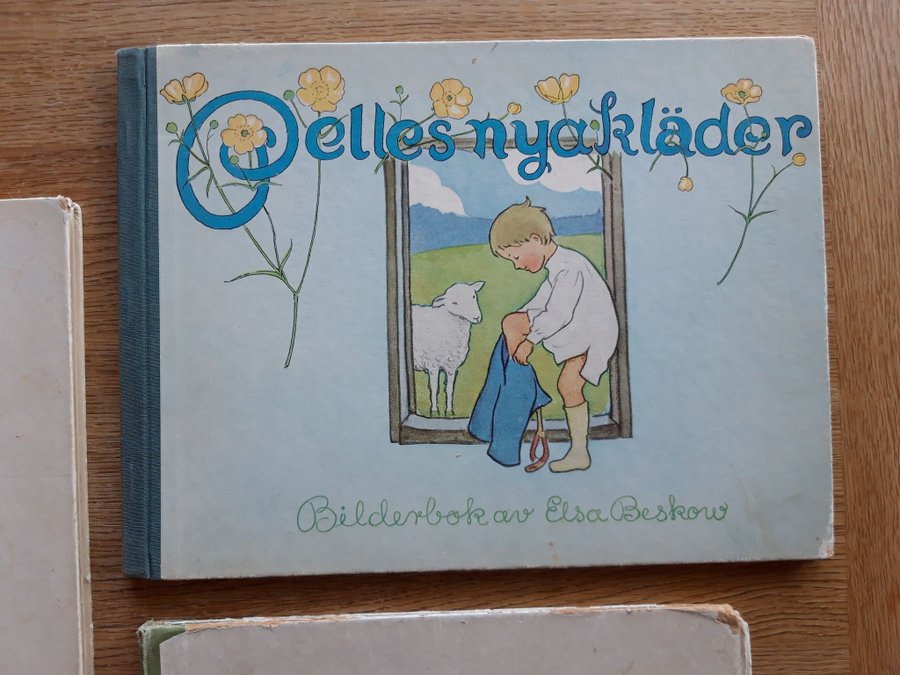 Pelles nya kläder
Bilderbok av Elsa Beskow